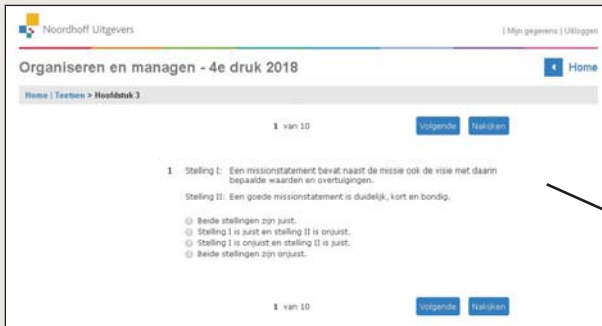 Noordhoff Uitgevers
| Mijn gegevens | Uitloggen
Organiseren en managen - 4e druk 2018
Home
Home | Toetsen > Hoofdstuk 3
1 van 10
Volgende Nakijken
1 Stelling I: Een missionstatement bevat naast de missie ook de visie met daarin
bepaalde waarden en overtuigingen.
Stelling II: Een goede missionstatement is duidelijk, kort en bondig.
Beide stellingen zijn juist.
Stelling I is juist en stelling II is onjuist.
Stelling I is onjuist en stelling II is juist.
Beide stellingen zijn onjuist.
1 van 10
Volgende Nakijken